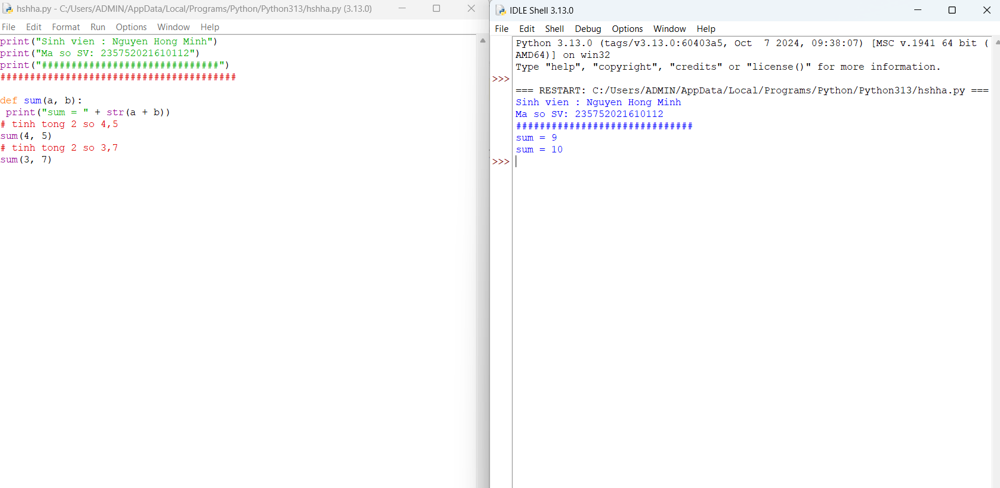 hshha.py - C:/Users/ADMIN/AppData/Local/Programs/Python/Python313/hshha.py (3.13.0)
File Edit Format Run Options Window Help
print("Sinh vien : Nguyen Hong Minh")
print("Ma so SV: 235752021610112")
print("##############################")
########################################
def sum(a, b):
 print("sum = " + str(a + b))
# tinh tong 2 so 4,5
sum(4, 5)
# tinh tong 2 so 3,7
sum(3, 7)
IDLE Shell 3.13.0
File Edit Shell Debug Options Window Help
Python 3.13.0 (tags/v3.13.0:60403a5, Oct  7 2024, 09:38:07) [MSC v.1941 64 bit (
AMD64)] on win32
Type "help", "copyright", "credits" or "license()" for more information.
>>>
=== RESTART: C:/Users/ADMIN/AppData/Local/Programs/Python/Python313/hshha.py ===
Sinh vien : Nguyen Hong Minh
Ma so SV: 235752021610112
##############################
sum = 9
sum = 10
>>>